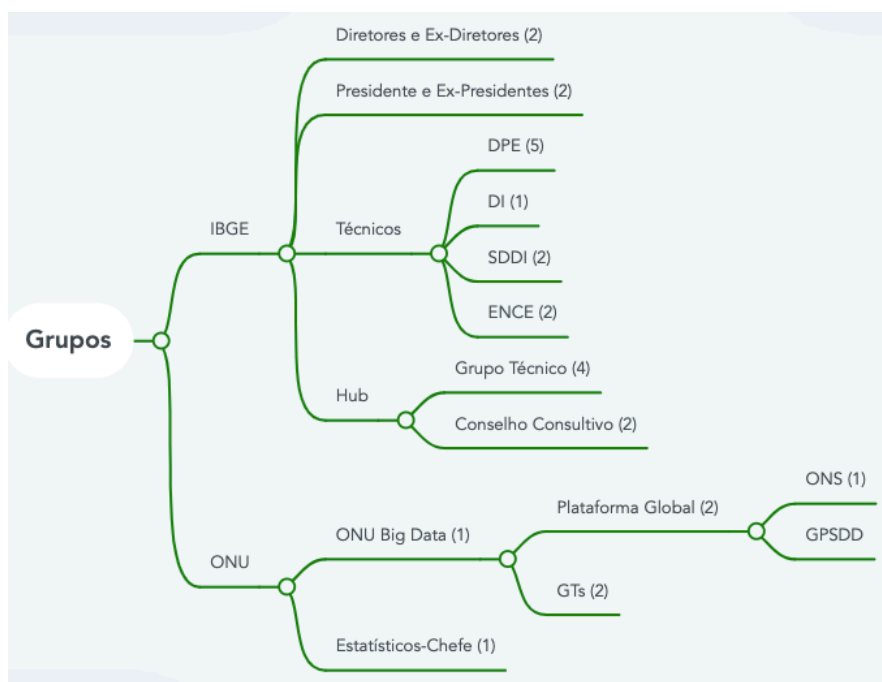 Diretores e Ex-Diretores (2)
Presidente e Ex-Presidentes (2)
DPE (5)
DI (1)
IBGE
Técnicos
SDDI (2)
ENCE (2)
Grupos
Grupo Técnico (4)
Hub
Conselho Consultivo (2)
ONS (1)
Plataforma Global (2)
ONU Big Data (1)
GPSDD
ONU
GTs (2)
Estatísticos-Chefe (1)